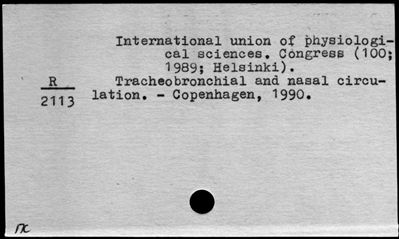 International union of physiologi-
cal sciences. Congress (100;
1989; Helsinki).
R
2113
Tracheobronchial and nasal circu-
lation. - Copenhagen, 1990.